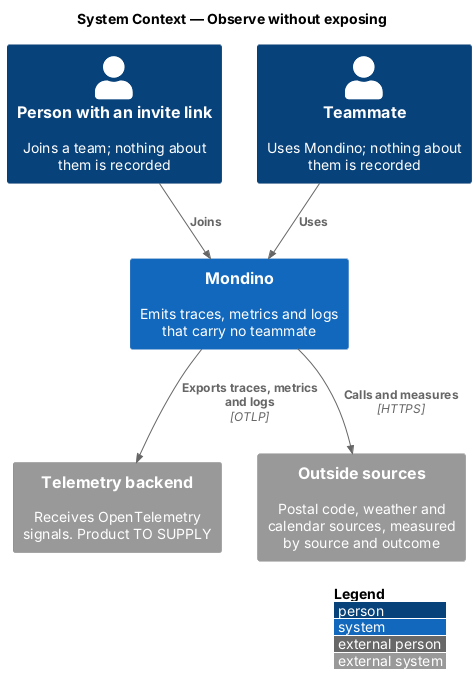 System Context — Observe without exposing
Person with an invite link
Joins a team; nothing about
them is recorded
Teammate
Uses Mondino; nothing about
them is recorded
Joins
Uses
Mondino
Emits traces, metrics and logs
that carry no teammate
Exports traces, metrics
and logs
[OTLP]
Calls and measures
[HTTPS]
Telemetry backend
Receives OpenTelemetry
signals. Product TO SUPPLY
Outside sources
Postal code, weather and
calendar sources, measured
by source and outcome
Legend
person
system
external person
external system